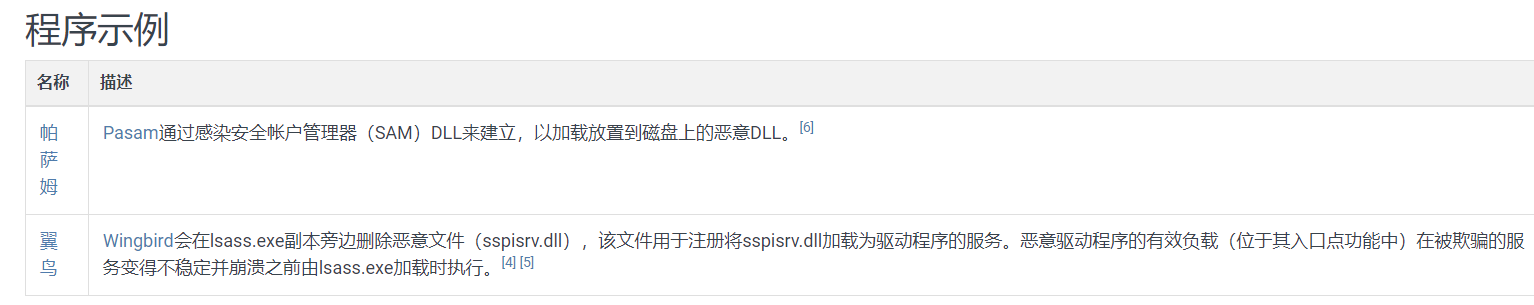 程序示例
名称 描述
帕萨姆 Pasam通过感染安全帐户管理器（SAM）DLL来建立，以加载放置到磁盘上的恶意DLL。[6]
翼鸟 Wingbird会在lsass.exe副本旁边删除恶意文件（sspisrv.dll），该文件用于注册将sspisrv.dll加载为驱动程序的服务。恶意驱动程序的有效负载（位于其入口点功能中）在被欺骗的服
务变得不稳定并崩溃之前由lsass.exe加载时执行。[4] [5]